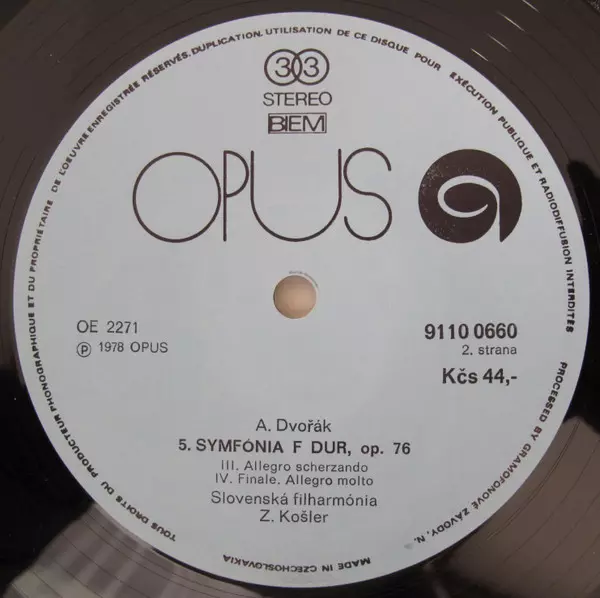 TOUS DROITS DU PRODUCTEUR PHONOGRAPHIQUE ET DU PROPRIETAIRE DE L'OEUVRE ENREGISTRÉE RÉSERVÉS. DUPLICATION. UTILISATION DE CE DISQUE POUR EXÉCUTION PUBLIQUE ET RADIODIFFUSION INTERDITES
33
STEREO
BIEM
OPUS
OE 2271
9110 0660
℗ 1978 OPUS
2. strana
Kčs 44,-
A. Dvořák
5. SYMFÓNIA F DUR, op. 76
III. Allegro scherzando
IV. Finale. Allegro molto
Slovenská filharmónia
Z. Košler
PROCESSED BY GRAMOFONOVÉ ZÁVODY, N.
MADE IN CZECHOSLOVAKIA